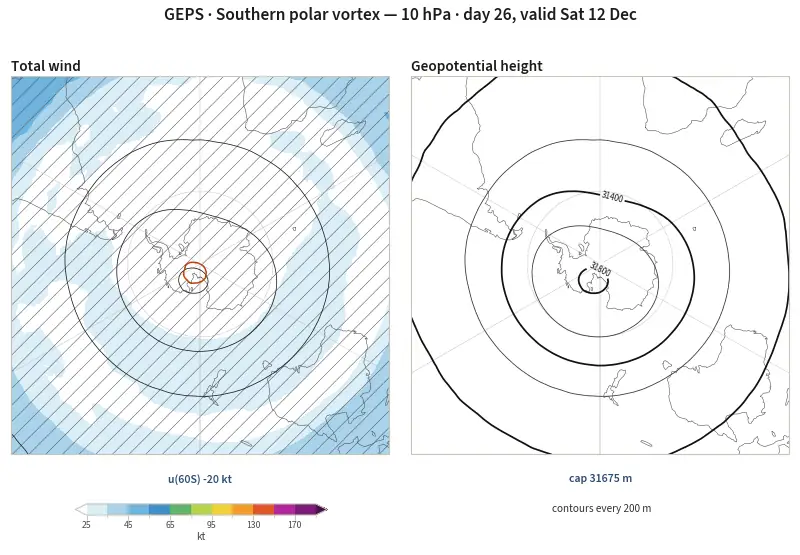 GEPS · Southern polar vortex — 10 hPa · day 26, valid Sat 12 Dec
Total wind
Geopotential height
31400
31800
u(60S) -20 kt
cap 31675 m
contours every 200 m
25 45 65 95 130 170
kt